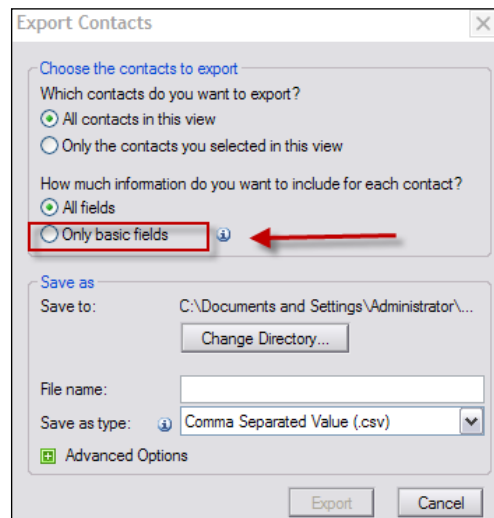 Export Contacts
Choose the contacts to export
Which contacts do you want to export?
All contacts in this view
Only the contacts you selected in this view
How much information do you want to include for each contact?
All fields
Only basic fields
Save as
Save to: C:\Documents and Settings\Administrator\...
Change Directory...
File name:
Save as type: Comma Separated Value (.csv)
Advanced Options
Export Cancel